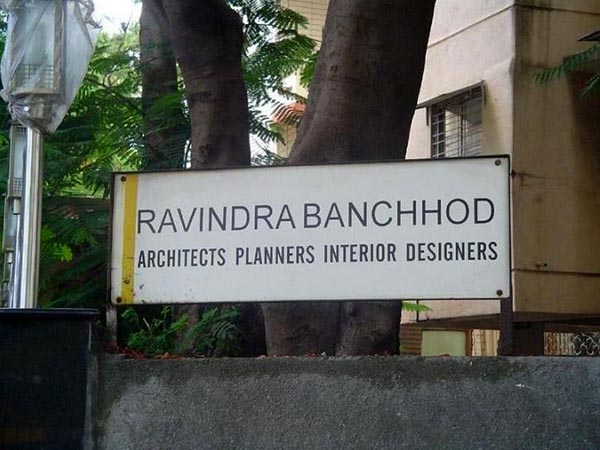 RAVINDRA BANCHHOD
ARCHITECTS PLANNERS INTERIOR DESIGNERS